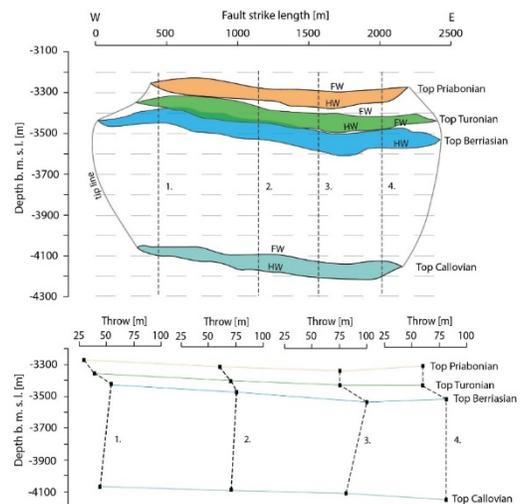 W Fault strike length [m] E
0 500 1000 1500 2000 2500
Depth b. m. s. l. [m]
-3100
-3300
-3500
-3700
-3900
-4100
-4300
FW
HW
Top Priabonian
FW
HW
FW
Top Turonian
HW
Top Berriasian
tip line
1. 2. 3. 4.
FW
HW
Top Callovian
Throw [m] Throw [m] Throw [m] Throw [m]
25 50 75 100 25 50 75 100 25 50 75 100 25 50 75 100
Depth b. m. s. l. [m]
-3300
-3500
-3700
-3900
-4100
Top Priabonian
Top Turonian
Top Berriasian
1. 2. 3. 4.
Top Callovian